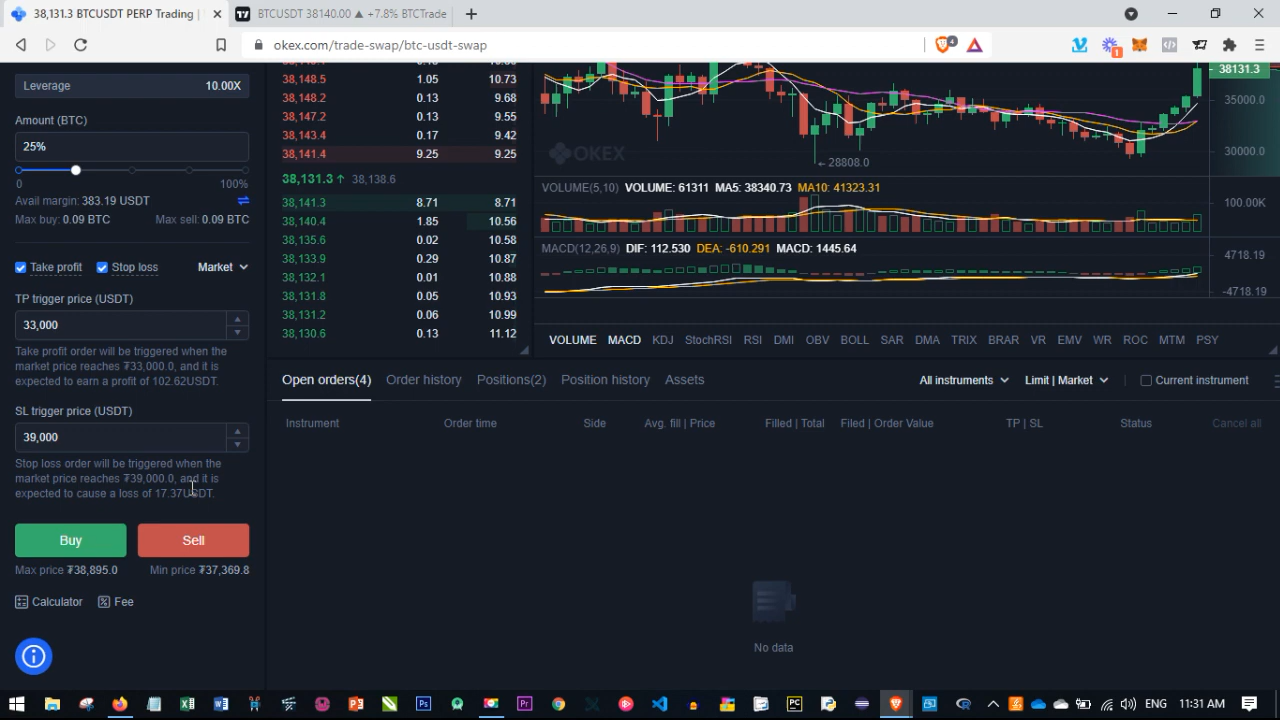 38,131.3 BTCUSDT PERP Trading |
BTCUSDT 38140.00 ▲ +7.8% BTCTrade
okex.com/trade-swap/btc-usdt-swap
4
1
Leverage 10.00X
Amount (BTC)
25%
0 100%
Avail margin: 383.19 USDT
Max buy: 0.09 BTC Max sell: 0.09 BTC
Take profit Stop loss Market
TP trigger price (USDT)
33,000
Take profit order will be triggered when the
market price reaches ₮33,000.0, and it is
expected to earn a profit of 102.62USDT.
SL trigger price (USDT)
39,000
Stop loss order will be triggered when the
market price reaches ₮39,000.0, and it is
expected to cause a loss of 17.37USDT.
Buy Sell
Max price ₮38,895.0 Min price ₮37,369.8
Calculator Fee
38,148.5 1.05 10.73
38,148.2 0.13 9.68
38,147.2 0.13 9.55
38,143.4 0.17 9.42
38,141.4 9.25 9.25
38,131.3 ↑ 38,138.6
38,141.3 8.71 8.71
38,140.4 1.85 10.56
38,135.6 0.02 10.58
38,133.9 0.29 10.87
38,132.1 0.01 10.88
38,131.8 0.05 10.93
38,131.2 0.06 10.99
38,130.6 0.13 11.12
38131.3
35000.0
30000.0
OKEX
← 28808.0
VOLUME(5,10) VOLUME: 61311 MA5: 38340.73 MA10: 41323.31
100.00K
MACD(12,26,9) DIF: 112.530 DEA: -610.291 MACD: 1445.64
4718.19
-4718.19
VOLUME MACD KDJ StochRSI RSI DMI OBV BOLL SAR DMA TRIX BRAR VR EMV WR ROC MTM PSY
Open orders(4) Order history Positions(2) Position history Assets All instruments Limit | Market Current instrument
Instrument Order time Side Avg. fill | Price Filled | Total Filed | Order Value TP | SL Status Cancel all
No data
ENG 11:31 AM